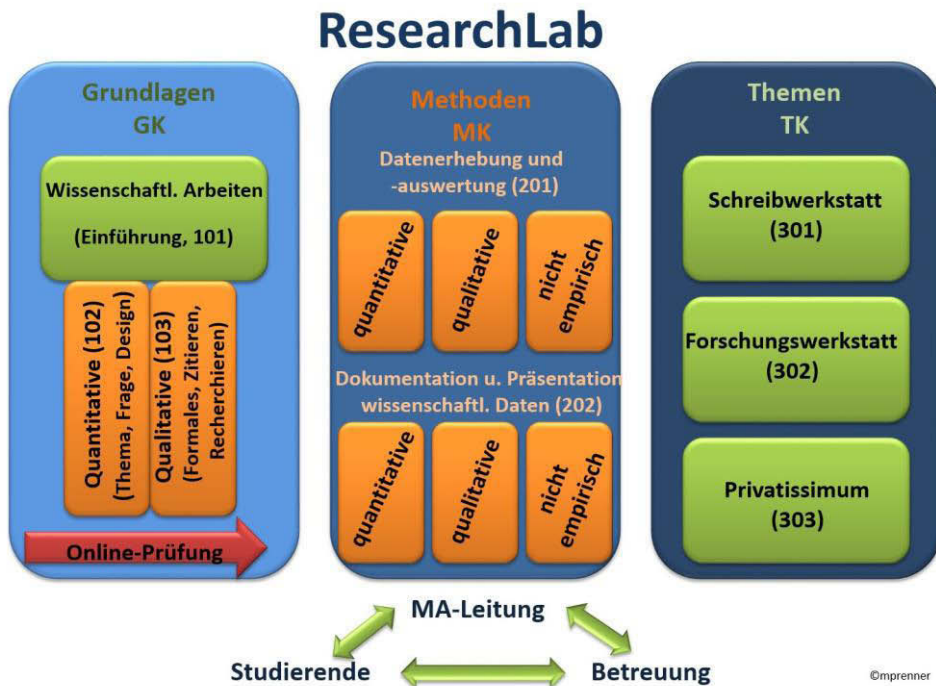 ResearchLab
Grundlagen
GK
Wissenschaftl. Arbeiten
(Einführung, 101)
Quantitative (102)
(Thema, Frage, Design)
Qualitative (103)
(Formales, Zitieren,
Recherchieren)
Online-Prüfung
Methoden
MK
Datenerhebung und
-auswertung (201)
quantitative
qualitative
nicht
empirisch
Dokumentation u. Präsentation
wissenschaftl. Daten (202)
quantitative
qualitative
nicht
empirisch
Themen
TK
Schreibwerkstatt
(301)
Forschungswerkstatt
(302)
Privatissimum
(303)
MA-Leitung
Studierende
Betreuung
©mprenner